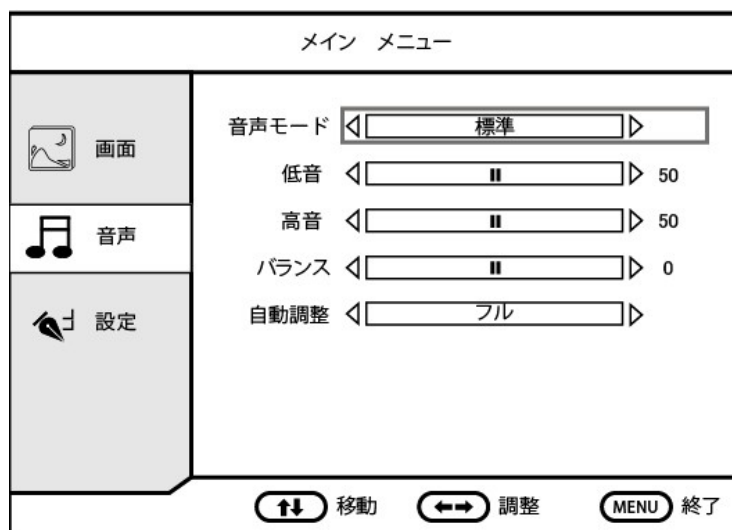 メイン メニュー
画面
音声
設定
音声モード 標準
低音 50
高音 50
バランス 0
自動調整 フル
移動 調整 MENU 終了